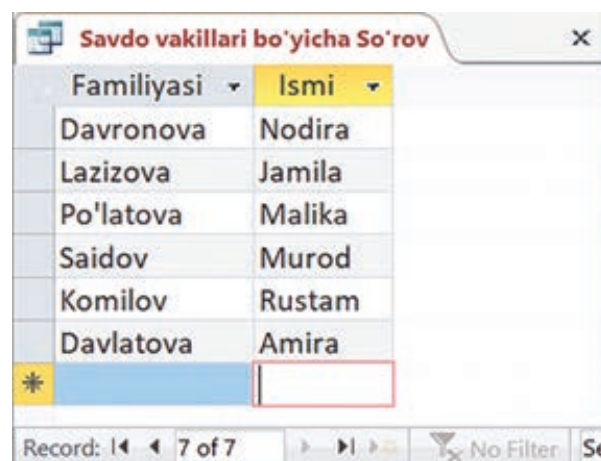 Savdo vakillari bo'yicha So'rov
Familiyasi Ismi
Davronova Nodira
Lazizova Jamila
Po'latova Malika
Saidov Murod
Komilov Rustam
Davlatova Amira
Record: 7 of 7 No Filter